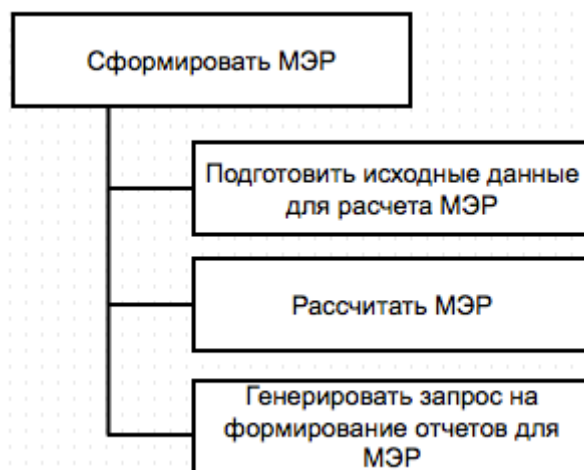 Сформировать МЭР
Подготовить исходные данные
для расчета МЭР
Рассчитать МЭР
Генерировать запрос на
формирование отчетов для
МЭР